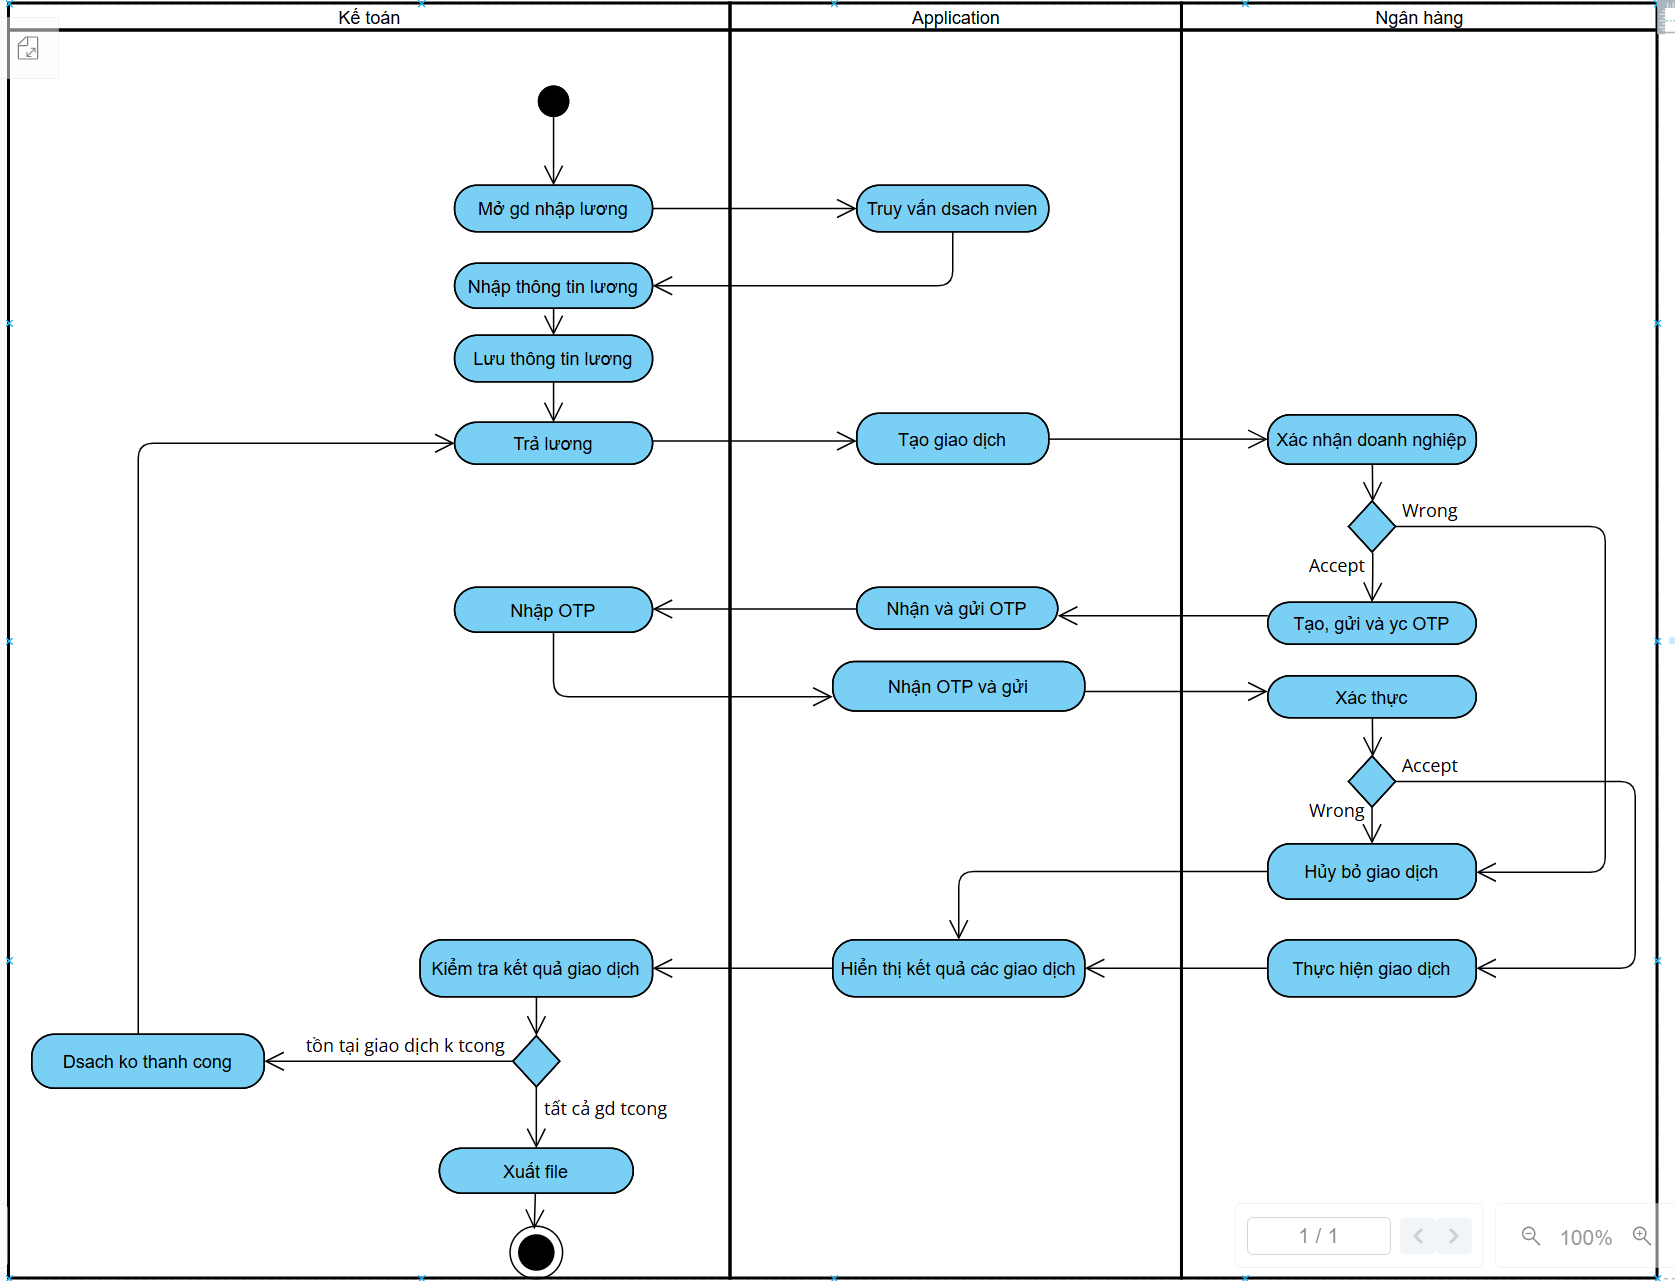 Kế toán
Application
Ngân hàng
Mở gd nhập lương
Truy vấn dsach nvien
Nhập thông tin lương
Lưu thông tin lương
Trả lương
Tạo giao dịch
Xác nhận doanh nghiệp
Wrong
Accept
Nhập OTP
Nhận và gửi OTP
Tạo, gửi và yc OTP
Nhận OTP và gửi
Xác thực
Accept
Wrong
Hủy bỏ giao dịch
Kiểm tra kết quả giao dịch
Hiển thị kết quả các giao dịch
Thực hiện giao dịch
tồn tại giao dịch k tcong
Dsach ko thanh cong
tất cả gd tcong
Xuất file
1 / 1
100%